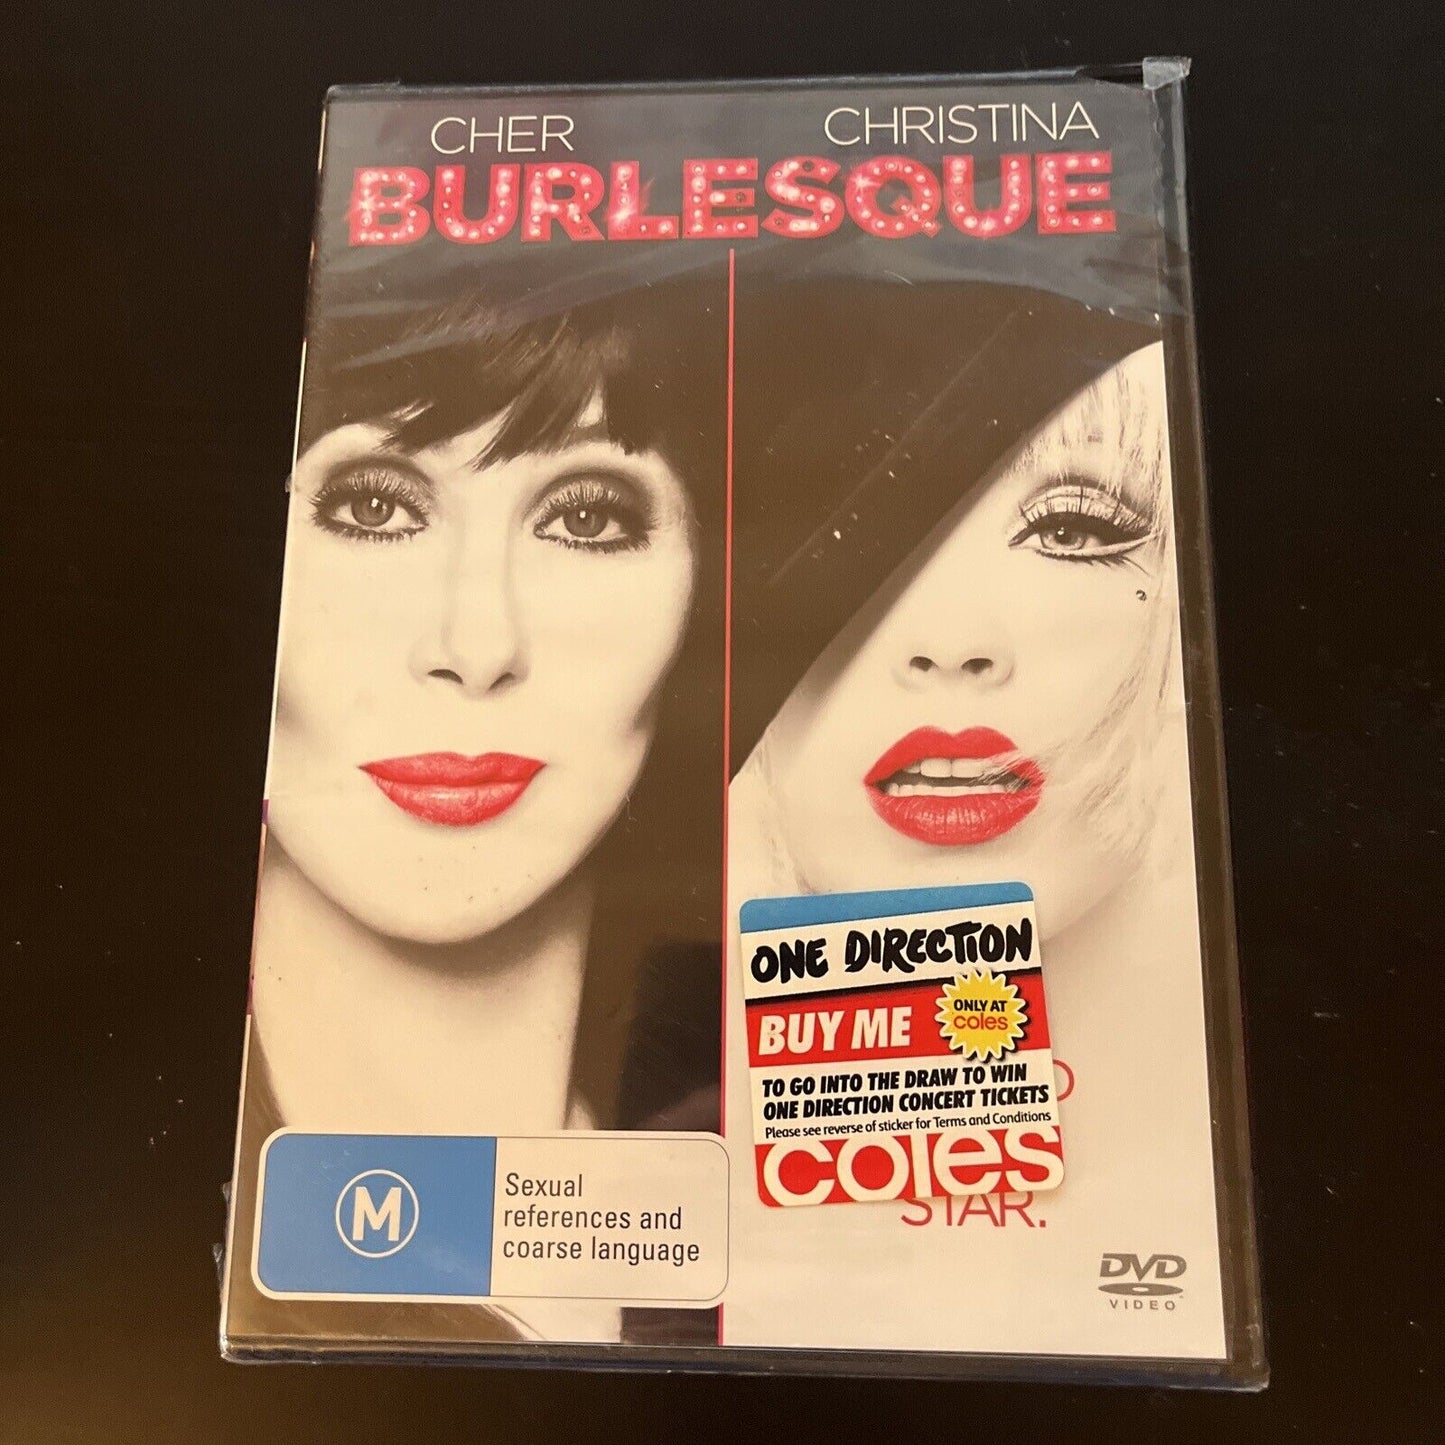 CHER
CHRISTINA
BURLESQUE
ONE DIRECTION
BUY ME
ONLY AT
coles
TO GO INTO THE DRAW TO WIN
ONE DIRECTION CONCERT TICKETS
Please see reverse of sticker for Terms and Conditions
coles
STAR.
M
Sexual
references and
coarse language
DVD
VIDEO